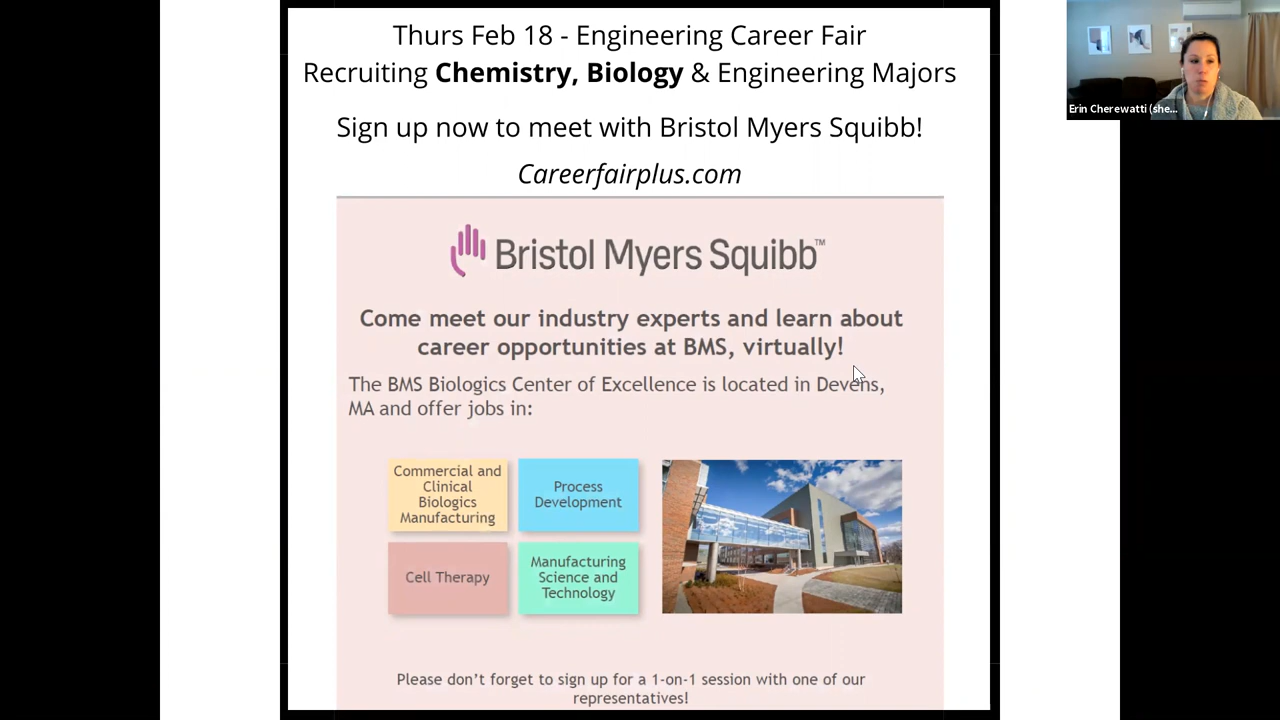 Thurs Feb 18 - Engineering Career Fair
Recruiting Chemistry, Biology & Engineering Majors
Sign up now to meet with Bristol Myers Squibb!
Careerfairplus.com
Erin Cherewatti (she...
Bristol Myers Squibb™
Come meet our industry experts and learn about
career opportunities at BMS, virtually!
The BMS Biologics Center of Excellence is located in Devens,
MA and offer jobs in:
Commercial and
Clinical
Biologics
Manufacturing
Process
Development
Cell Therapy
Manufacturing
Science and
Technology
Please don't forget to sign up for a 1-on-1 session with one of our
representatives!